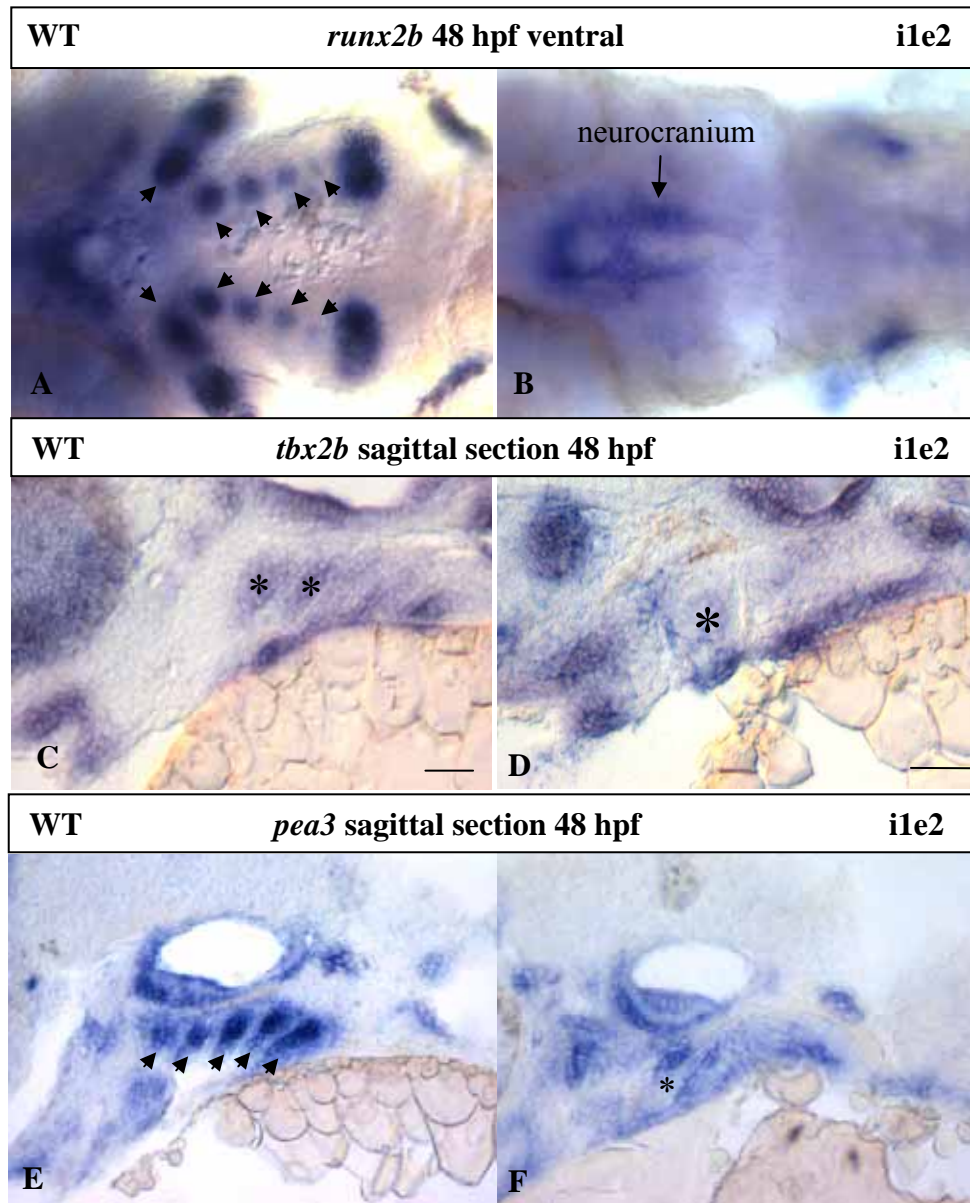 WT runx2b 48 hpf ventral i1e2
neurocranium
A B
WT tbx2b sagittal section 48 hpf i1e2
* * *
C D
WT pea3 sagittal section 48 hpf i1e2
*
E F